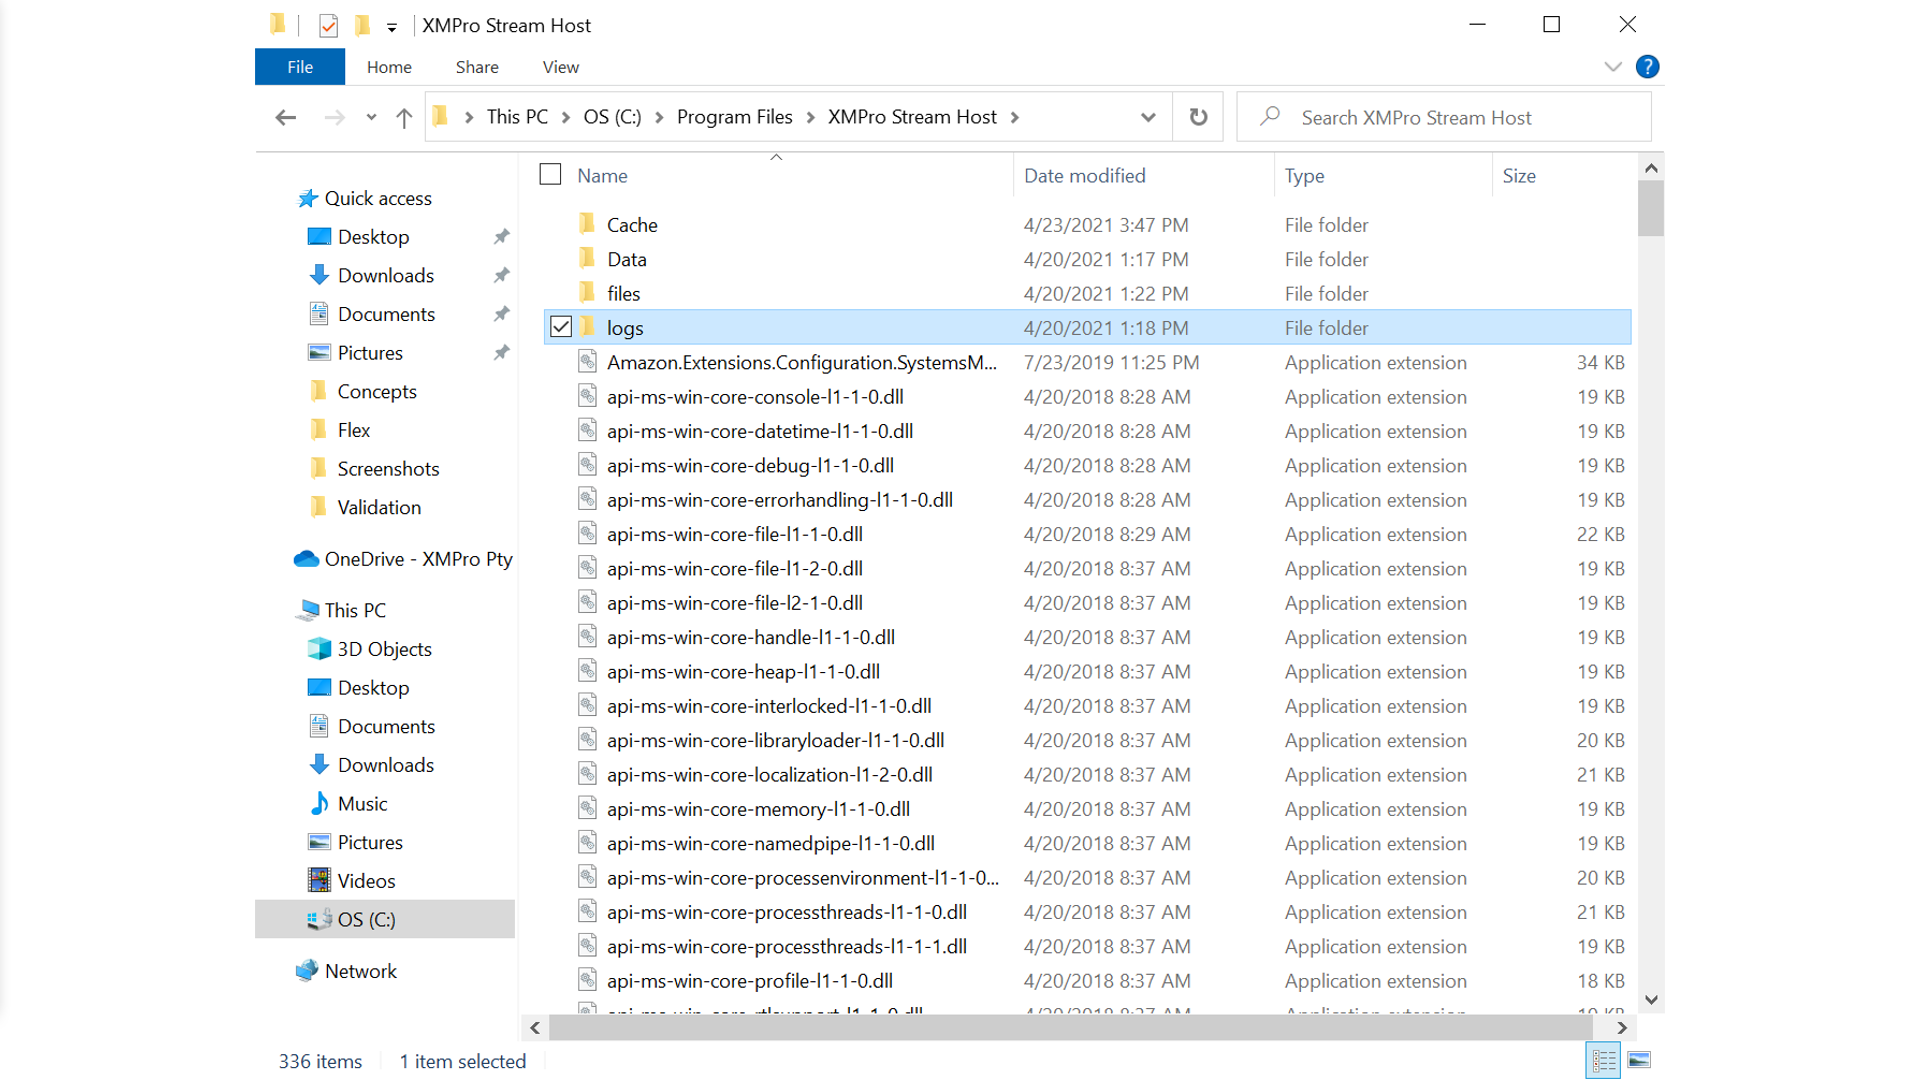 XMPro Stream Host
File Home Share View
This PC OS (C:) Program Files XMPro Stream Host
Search XMPro Stream Host
Quick access
Desktop
Downloads
Documents
Pictures
Concepts
Flex
Screenshots
Validation
OneDrive - XMPro Pty
This PC
3D Objects
Desktop
Documents
Downloads
Music
Pictures
Videos
OS (C:)
Network
Name Date modified Type Size
Cache 4/23/2021 3:47 PM File folder
Data 4/20/2021 1:17 PM File folder
files 4/20/2021 1:22 PM File folder
logs 4/20/2021 1:18 PM File folder
Amazon.Extensions.Configuration.SystemsM... 7/23/2019 11:25 PM Application extension 34 KB
api-ms-win-core-console-l1-1-0.dll 4/20/2018 8:28 AM Application extension 19 KB
api-ms-win-core-datetime-l1-1-0.dll 4/20/2018 8:28 AM Application extension 19 KB
api-ms-win-core-debug-l1-1-0.dll 4/20/2018 8:28 AM Application extension 19 KB
api-ms-win-core-errorhandling-l1-1-0.dll 4/20/2018 8:28 AM Application extension 19 KB
api-ms-win-core-file-l1-1-0.dll 4/20/2018 8:29 AM Application extension 22 KB
api-ms-win-core-file-l1-2-0.dll 4/20/2018 8:37 AM Application extension 19 KB
api-ms-win-core-file-l2-1-0.dll 4/20/2018 8:37 AM Application extension 19 KB
api-ms-win-core-handle-l1-1-0.dll 4/20/2018 8:37 AM Application extension 19 KB
api-ms-win-core-heap-l1-1-0.dll 4/20/2018 8:37 AM Application extension 19 KB
api-ms-win-core-interlocked-l1-1-0.dll 4/20/2018 8:37 AM Application extension 19 KB
api-ms-win-core-libraryloader-l1-1-0.dll 4/20/2018 8:37 AM Application extension 20 KB
api-ms-win-core-localization-l1-2-0.dll 4/20/2018 8:37 AM Application extension 21 KB
api-ms-win-core-memory-l1-1-0.dll 4/20/2018 8:37 AM Application extension 19 KB
api-ms-win-core-namedpipe-l1-1-0.dll 4/20/2018 8:37 AM Application extension 19 KB
api-ms-win-core-processenvironment-l1-1-0... 4/20/2018 8:37 AM Application extension 20 KB
api-ms-win-core-processthreads-l1-1-0.dll 4/20/2018 8:37 AM Application extension 21 KB
api-ms-win-core-processthreads-l1-1-1.dll 4/20/2018 8:37 AM Application extension 19 KB
api-ms-win-core-profile-l1-1-0.dll 4/20/2018 8:37 AM Application extension 18 KB
336 items 1 item selected